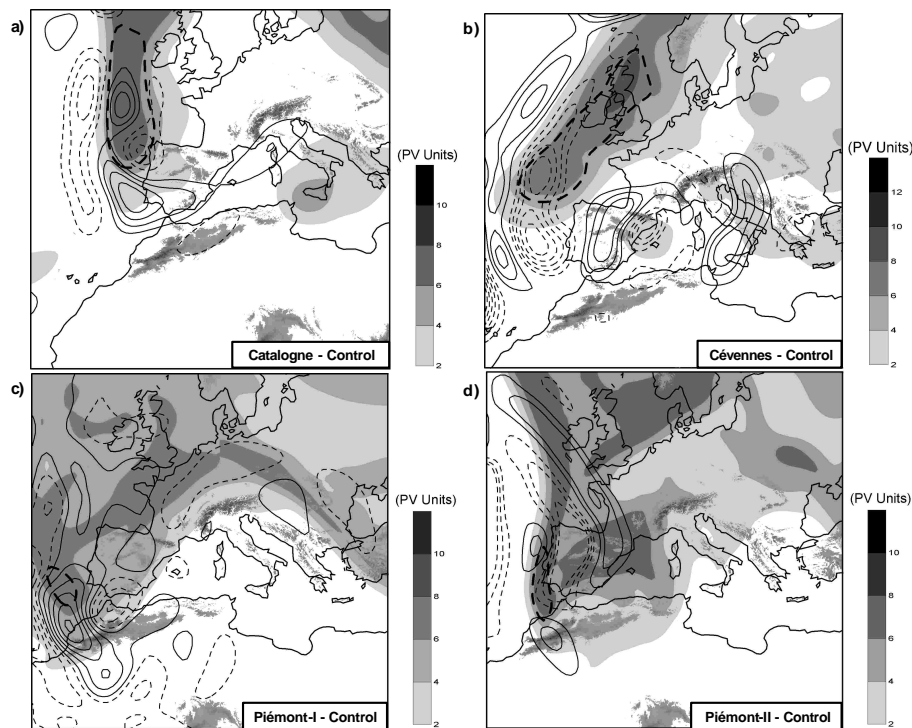 a)
(PV Units)
10
8
6
4
2
Catalogne - Control
b)
(PV Units)
12
10
8
6
4
2
Cévennes - Control
c)
(PV Units)
10
8
6
4
2
Piémont-I - Control
d)
(PV Units)
10
8
6
4
2
Piémont-II - Control